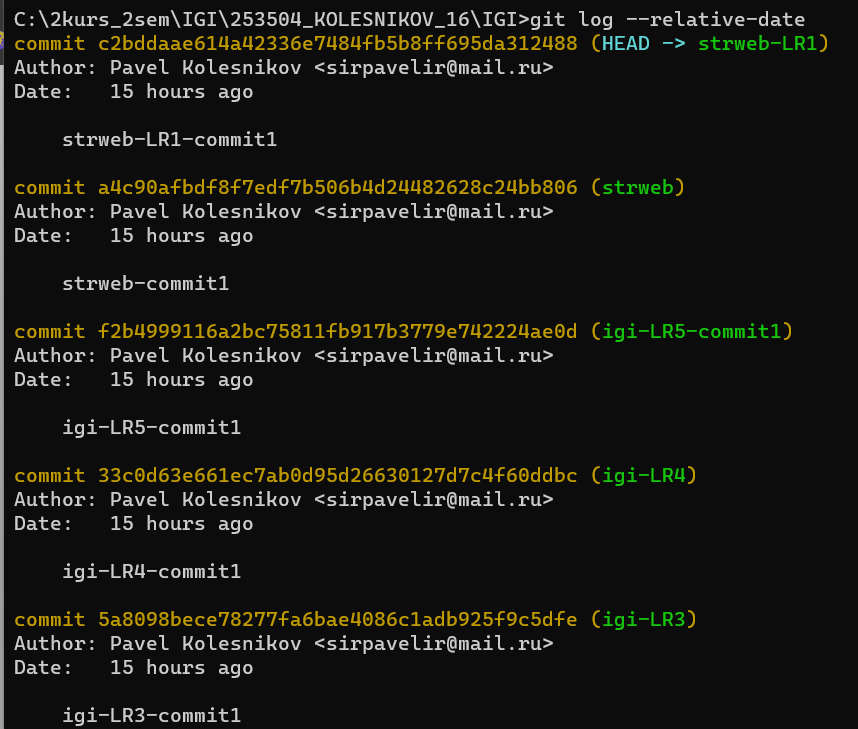 C:\2kurs_2sem\IGI\253504_KOLESNIKOV_16\IGI>git log --relative-date
commit c2bddaae614a42336e7484fb5b8ff695da312488 (HEAD -> strweb-LR1)
Author: Pavel Kolesnikov <sirpavelir@mail.ru>
Date:   15 hours ago
strweb-LR1-commit1
commit a4c90afbdf8f7edf7b506b4d24482628c24bb806 (strweb)
Author: Pavel Kolesnikov <sirpavelir@mail.ru>
Date:   15 hours ago
strweb-commit1
commit f2b4999116a2bc75811fb917b3779e742224ae0d (igi-LR5-commit1)
Author: Pavel Kolesnikov <sirpavelir@mail.ru>
Date:   15 hours ago
igi-LR5-commit1
commit 33c0d63e661ec7ab0d95d26630127d7c4f60ddbc (igi-LR4)
Author: Pavel Kolesnikov <sirpavelir@mail.ru>
Date:   15 hours ago
igi-LR4-commit1
commit 5a8098bece78277fa6bae4086c1adb925f9c5dfe (igi-LR3)
Author: Pavel Kolesnikov <sirpavelir@mail.ru>
Date:   15 hours ago
igi-LR3-commit1